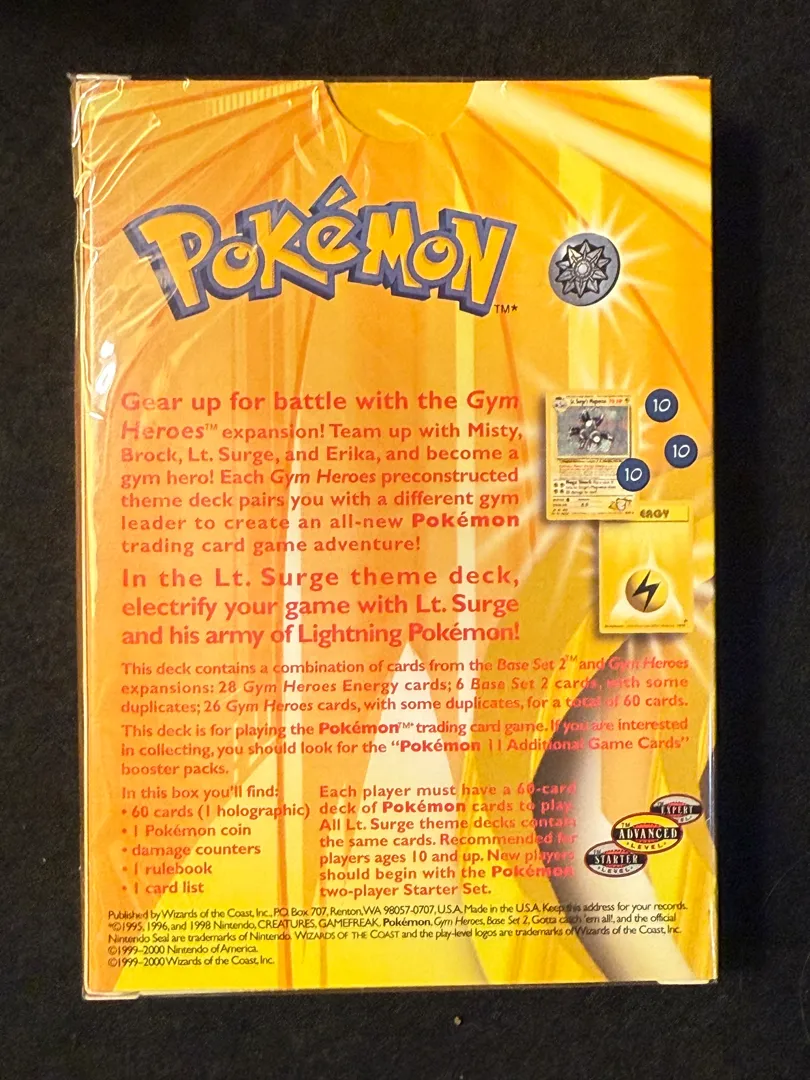 POKéMON
TM*
Gear up for battle with the Gym
Heroes™ expansion! Team up with Misty,
Brock, Lt. Surge, and Erika, and become a
gym hero! Each Gym Heroes preconstructed
theme deck pairs you with a different gym
leader to create an all-new Pokémon
trading card game adventure!
10
10
10
Lt. Surge's Magneton
ERGY
In the Lt. Surge theme deck,
electrify your game with Lt. Surge
and his army of Lightning Pokémon!
This deck contains a combination of cards from the Base Set 2™ and Gym Heroes
expansions: 28 Gym Heroes Energy cards; 6 Base Set 2 cards, with some
duplicates; 26 Gym Heroes cards, with some duplicates, for a total of 60 cards.
This deck is for playing the Pokémon™* trading card game. If you are interested
in collecting, you should look for the “Pokémon 11 Additional Game Cards”
booster packs.
In this box you'll find:
• 60 cards (1 holographic)
• 1 Pokémon coin
• damage counters
• 1 rulebook
• 1 card list
Each player must have a 60-card
deck of Pokémon cards to play.
All Lt. Surge theme decks contain
the same cards. Recommended for
players ages 10 and up. New players
should begin with the Pokémon
two-player Starter Set.
TM
EXPERT
LEVEL
TM
ADVANCED
LEVEL
TM
STARTER
LEVEL
Published by Wizards of the Coast, Inc., P.O. Box 707, Renton, WA 98057-0707, U.S.A. Made in the U.S.A. Keep this address for your records.
*©1995, 1996, and 1998 Nintendo, CREATURES, GAMEFREAK. Pokémon, Gym Heroes, Base Set 2, Gotta catch 'em all!, and the official
Nintendo Seal are trademarks of Nintendo. WIZARDS OF THE COAST and the play-level logos are trademarks of Wizards of the Coast, Inc.
©1999–2000 Nintendo of America.
©1999–2000 Wizards of the Coast, Inc.